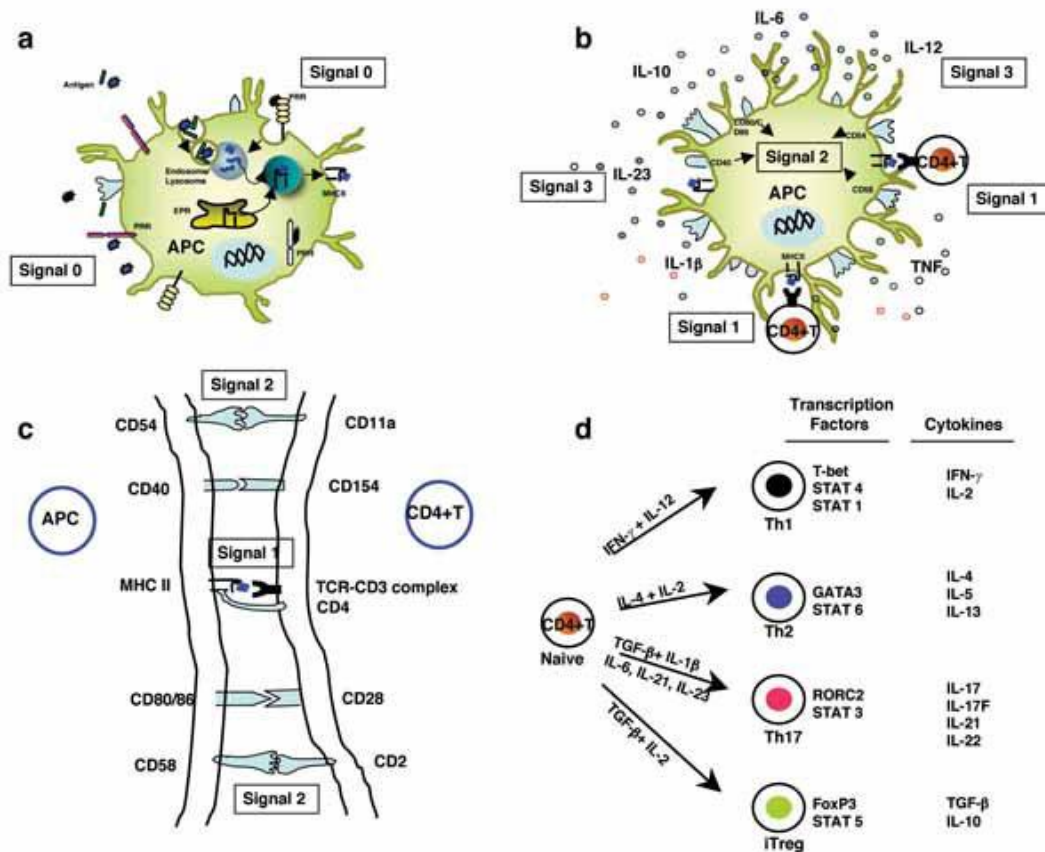 a
Signal 0
Antigen
PRR
Endosome/
Lysosome
MHCII
EPR
PRR
APC
PRR
Signal 0
b
IL-6
IL-12
IL-10
Signal 3
CD80/C
D86
CD54
CD40
Signal 2
CD4+T
IL-23
Signal 3
CD58
APC
Signal 1
MHCII
IL-1β
TNF
Signal 1
CD4+T
c
Signal 2
CD54
CD11a
CD40
CD154
APC
CD4+T
Signal 1
MHC II
TCR-CD3 complex
CD4
CD80/86
CD28
CD58
CD2
Signal 2
d
Transcription
Factors
Cytokines
IFN-γ + IL-12
T-bet
STAT 4
STAT 1
Th1
IFN-γ
IL-2
IL-4 + IL-2
GATA3
STAT 6
Th2
IL-4
IL-5
IL-13
CD4+T
Naïve
TGF-β+ IL-1β
IL-6, IL-21, IL-23
RORC2
STAT 3
Th17
IL-17
IL-17F
IL-21
IL-22
TGF-β+ IL-2
FoxP3
STAT 5
iTreg
TGF-β
IL-10